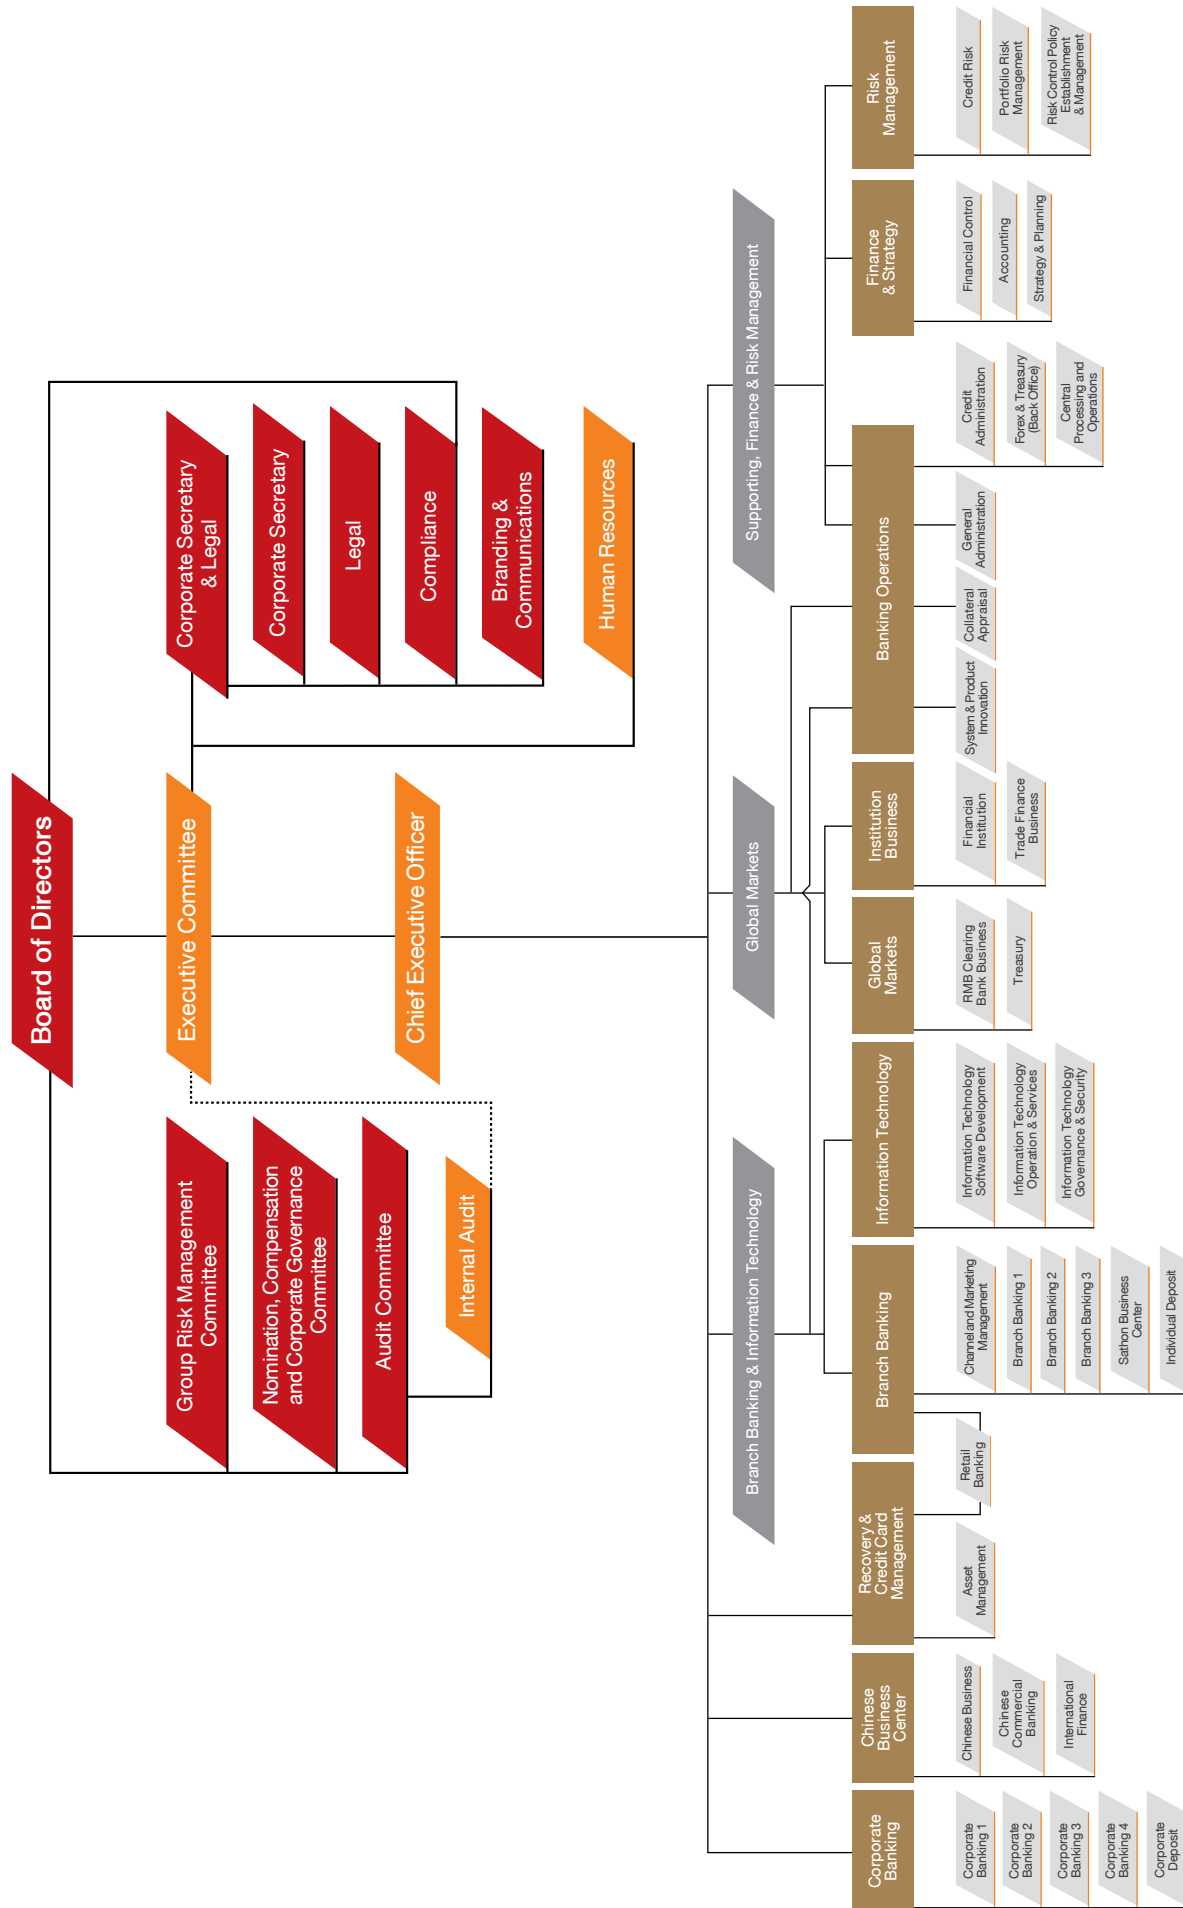 Board of Directors
Group Risk Management
Committee
Nomination, Compensation
and Corporate Governance
Committee
Audit Committee
Internal Audit
Executive Committee
Chief Executive Officer
Corporate Secretary
& Legal
Corporate Secretary
Legal
Compliance
Branding &
Communications
Human Resources
Branch Banking & Information Technology
Global Markets
Supporting, Finance & Risk Management
Corporate
Banking
Corporate
Banking 1
Corporate
Banking 2
Corporate
Banking 3
Corporate
Banking 4
Corporate
Deposit
Chinese
Business
Center
Chinese Business
Chinese
Commercial
Banking
International
Finance
Recovery &
Credit Card
Management
Asset
Management
Retail
Banking
Branch Banking
Channel and Marketing
Management
Branch Banking 1
Branch Banking 2
Branch Banking 3
Sathon Business
Center
Individual Deposit
Information Technology
Information Technology
Software Development
Information Technology
Operation & Services
Information Technology
Governance & Security
Global
Markets
RMB Clearing
Bank Business
Treasury
Institution
Business
Financial
Institution
Trade Finance
Business
Banking Operations
System & Product
Innovation
Collateral
Appraisal
General
Administration
Credit
Administration
Forex & Treasury
(Back Office)
Central
Processing and
Operations
Finance
& Strategy
Financial Control
Accounting
Strategy & Planning
Risk
Management
Credit Risk
Portfolio Risk
Management
Risk Control Policy
Establishment
& Management